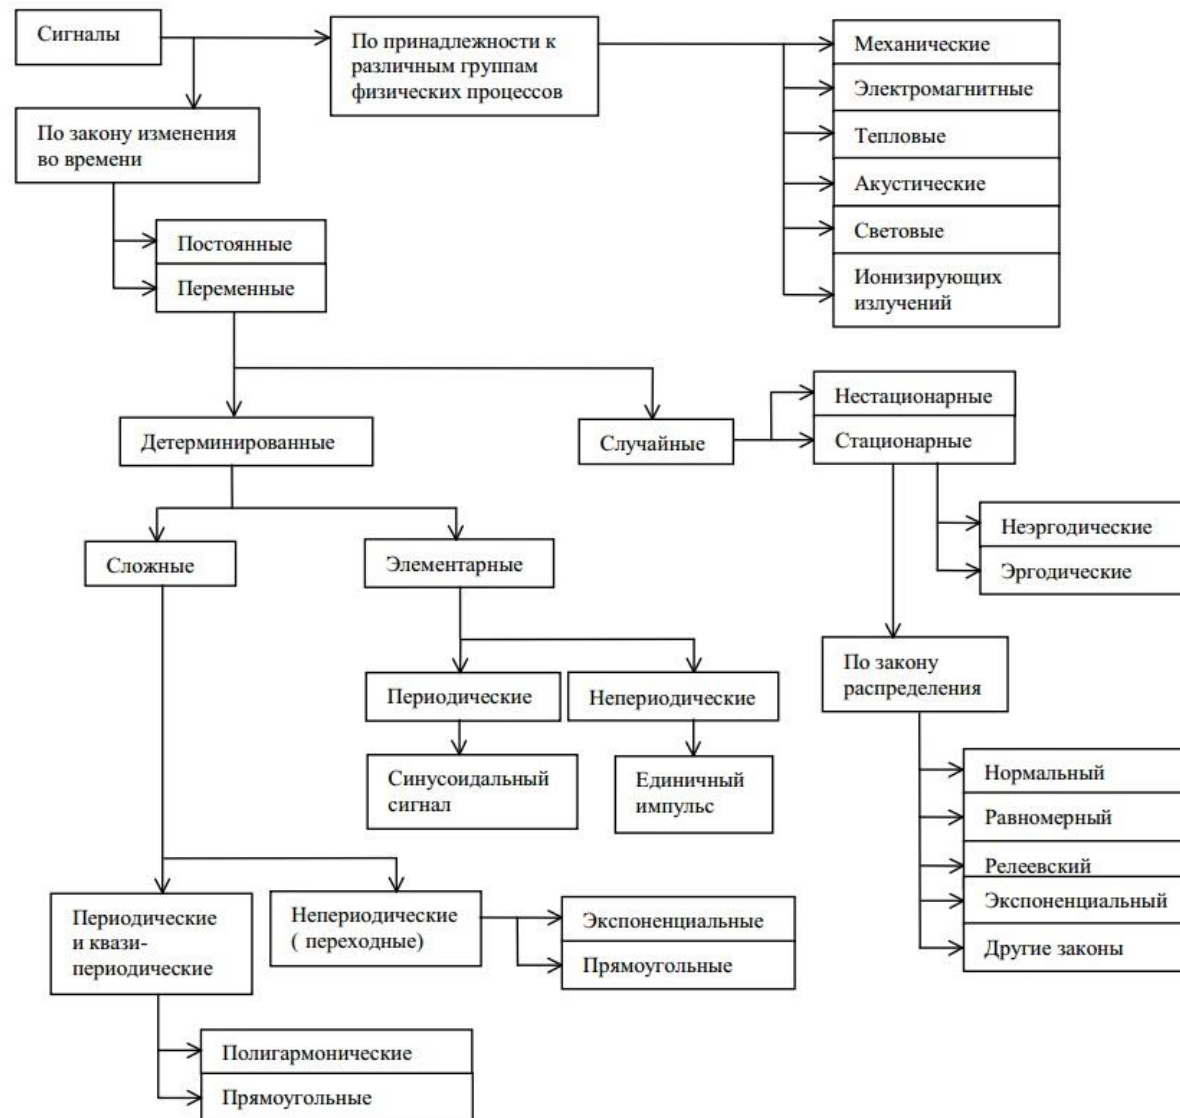 Сигналы
По принадлежности к
различным группам
физических процессов
Механические
Электромагнитные
Тепловые
Акустические
Световые
Ионизирующих
излучений
По закону изменения
во времени
Постоянные
Переменные
Детерминированные
Случайные
Нестационарные
Стационарные
Неэргодические
Эргодические
Сложные
Элементарные
Периодические
Непериодические
Синусоидальный
сигнал
Единичный
импульс
По закону
распределения
Нормальный
Равномерный
Релеевский
Экспоненциальный
Другие законы
Периодические
и квази-
периодические
Непериодические
( переходные)
Экспоненциальные
Прямоугольные
Полигармонические
Прямоугольные